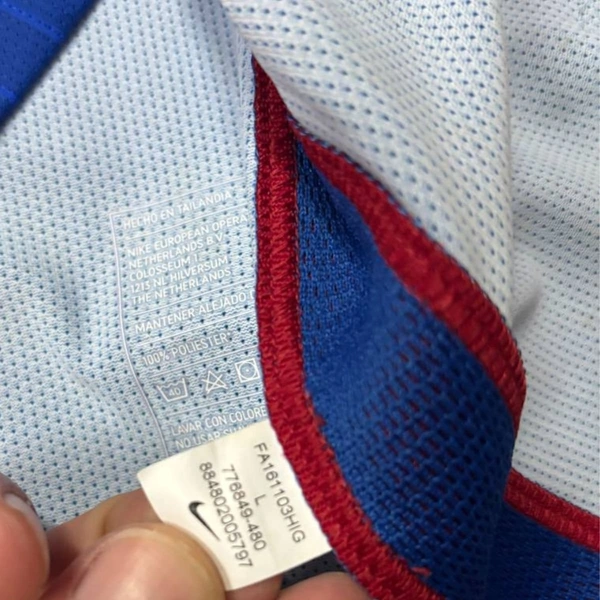 HECHO EN TAILANDIA
NIKE EUROPEAN OPERA
NETHERLANDS B.V.
COLOSSEUM 1
1213 NL HILVERSUM
THE NETHERLANDS
MANTENER ALEJADO
100% POLIESTER
40
LAVAR CON COLORE
NO USAR
FA161103HIG
L
776849-480
884802005797